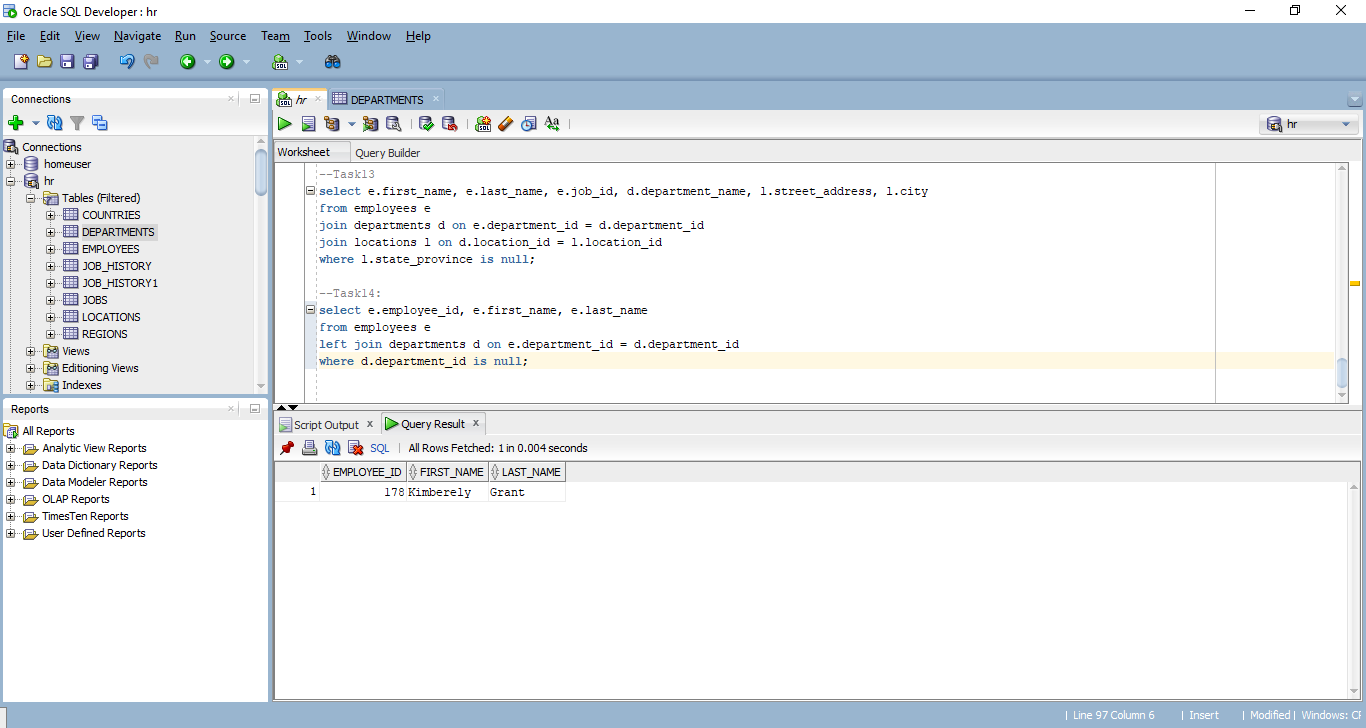 Oracle SQL Developer : hr
File Edit View Navigate Run Source Team Tools Window Help
Connections
Connections
homeuser
hr
Tables (Filtered)
COUNTRIES
DEPARTMENTS
EMPLOYEES
JOB_HISTORY
JOB_HISTORY1
JOBS
LOCATIONS
REGIONS
Views
Editioning Views
Indexes
Reports
All Reports
Analytic View Reports
Data Dictionary Reports
Data Modeler Reports
OLAP Reports
TimesTen Reports
User Defined Reports
hr DEPARTMENTS
hr
Worksheet Query Builder
--Task13
select e.first_name, e.last_name, e.job_id, d.department_name, l.street_address, l.city
from employees e
join departments d on e.department_id = d.department_id
join locations l on d.location_id = l.location_id
where l.state_province is null;
--Task14:
select e.employee_id, e.first_name, e.last_name
from employees e
left join departments d on e.department_id = d.department_id
where d.department_id is null;
Script Output Query Result
SQL | All Rows Fetched: 1 in 0.004 seconds
EMPLOYEE_ID FIRST_NAME LAST_NAME
1 178 Kimberely Grant
| Line 97 Column 6 | Insert | Modified | Windows: CF